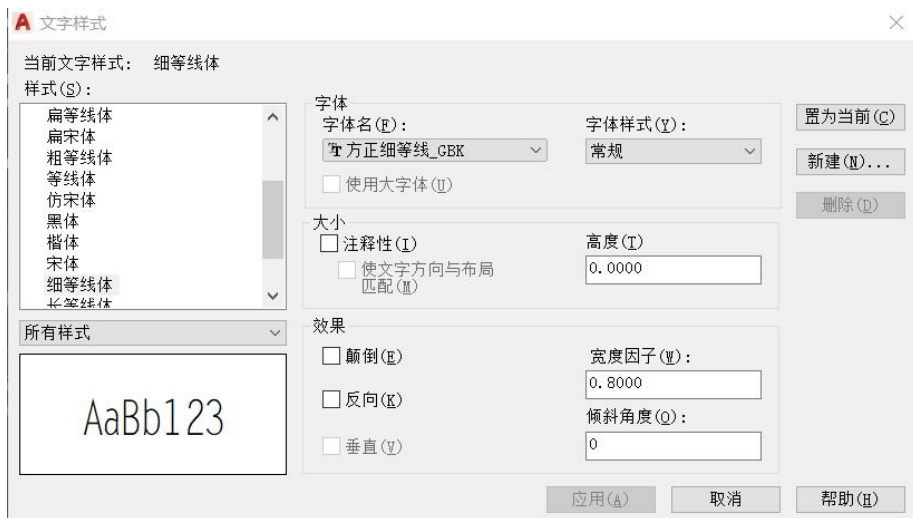 文字样式
当前文字样式: 细等线体
样式(S):
扁等线体
扁宋体
粗等线体
等线体
仿宋体
黑体
楷体
宋体
细等线体
长等线体
所有样式
AaBb123
字体
字体名(F):
方正细等线_GBK
使用大字体(U)
字体样式(Y):
常规
大小
注释性(I)
使文字方向与布局
匹配(M)
高度(T)
0.0000
效果
颠倒(E)
反向(K)
垂直(V)
宽度因子(W):
0.8000
倾斜角度(O):
0
置为当前(C)
新建(N)...
删除(D)
应用(A)
取消
帮助(H)